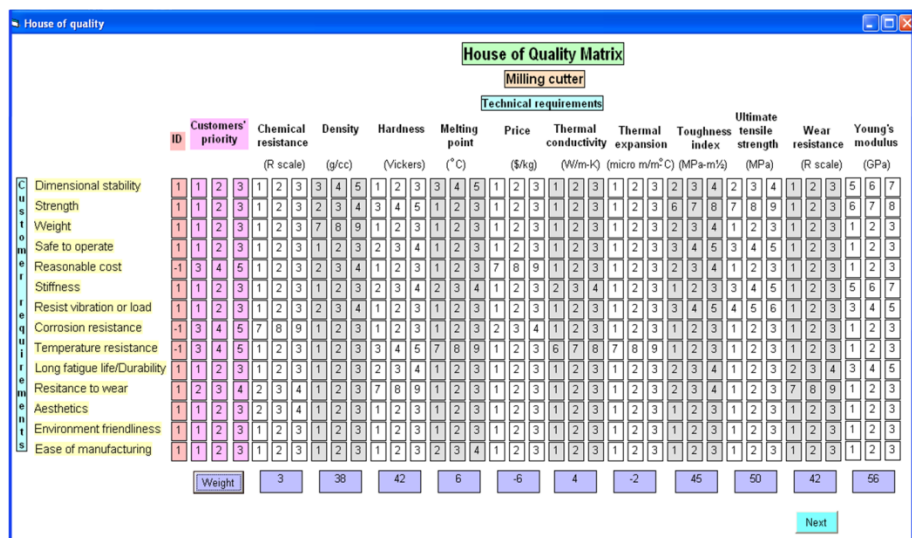 House of quality
House of Quality Matrix
Milling cutter
Technical requirements
ID
Customers' priority
Chemical resistance
Density
Hardness
Melting point
Price
Thermal conductivity
Thermal expansion
Toughness index
Ultimate tensile strength
Wear resistance
Young's modulus
(R scale) (g/cc) (Vickers) (°C) ($/kg) (W/m-K) (micro m/m°C) (MPa-m½) (MPa) (R scale) (GPa)
Customer requirements
Dimensional stability 1 1 2 3 1 2 3 3 4 5 1 2 3 3 4 5 1 2 3 1 2 3 1 2 3 2 3 4 2 3 4 1 2 3 5 6 7
Strength 1 1 2 3 1 2 3 2 3 4 3 4 5 1 2 3 1 2 3 1 2 3 1 2 3 6 7 8 7 8 9 1 2 3 6 7 8
Weight 1 1 2 3 1 2 3 7 8 9 1 2 3 1 2 3 1 2 3 1 2 3 1 2 3 1 2 3 1 2 3 1 2 3 1 2 3
Safe to operate 1 1 2 3 1 2 3 1 2 3 2 3 4 1 2 3 1 2 3 1 2 3 1 2 3 3 4 5 3 4 5 1 2 3 1 2 3
Reasonable cost -1 3 4 5 1 2 3 2 3 4 1 2 3 1 2 3 7 8 9 1 2 3 1 2 3 2 3 4 1 2 3 1 2 3 1 2 3
Stiffness 1 1 2 3 1 2 3 1 2 3 2 3 4 2 3 4 1 2 3 2 3 4 1 2 3 1 2 3 3 4 5 1 2 3 5 6 7
Resist vibration or load 1 1 2 3 1 2 3 2 3 4 1 2 3 1 2 3 1 2 3 1 2 3 1 2 3 3 4 5 4 5 6 1 2 3 3 4 5
Corrosion resistance -1 3 4 5 7 8 9 1 2 3 1 2 3 1 2 3 2 3 4 1 2 3 1 2 3 1 2 3 1 2 3 1 2 3 1 2 3
Temperature resistance -1 3 4 5 1 2 3 1 2 3 3 4 5 7 8 9 1 2 3 6 7 8 7 8 9 1 2 3 1 2 3 1 2 3 1 2 3
Long fatigue life/Durability 1 1 2 3 1 2 3 1 2 3 2 3 4 1 2 3 1 2 3 1 2 3 1 2 3 2 3 4 1 2 3 2 3 4 3 4 5
Resitance to wear 1 2 3 4 2 3 4 1 2 3 7 8 9 1 2 3 1 2 3 1 2 3 1 2 3 2 3 4 1 2 3 7 8 9 1 2 3
Aesthetics 1 1 2 3 2 3 4 1 2 3 1 2 3 1 2 3 1 2 3 1 2 3 1 2 3 1 2 3 1 2 3 1 2 3 1 2 3
Environment friendliness 1 1 2 3 1 2 3 1 2 3 1 2 3 1 2 3 1 2 3 1 2 3 1 2 3 1 2 3 1 2 3 1 2 3 1 2 3
Ease of manufacturing 1 1 2 3 1 2 3 1 2 3 1 2 3 2 3 4 1 2 3 1 2 3 1 2 3 1 2 3 1 2 3 1 2 3 1 2 3
Weight 3 38 42 6 -6 4 -2 45 50 42 56
Next